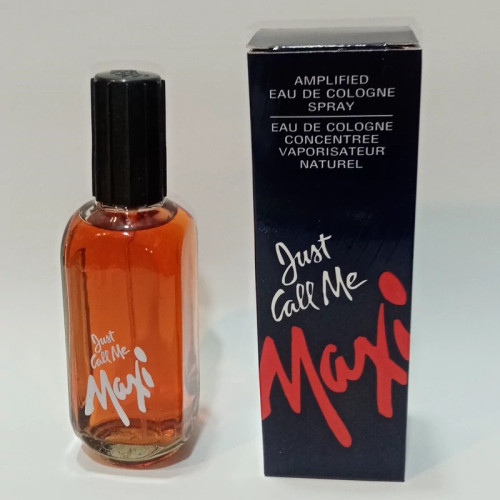 Just
Call Me
Maxi
AMPLIFIED
EAU DE COLOGNE
SPRAY
EAU DE COLOGNE
CONCENTREE
VAPORISATEUR
NATUREL
Just
Call Me
Maxi